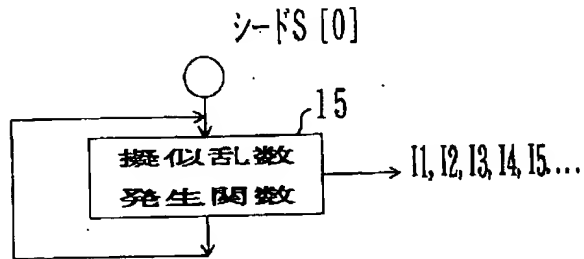 シードS [0]
15
擬似乱数
発生関数
I1, I2, I3, I4, I5....